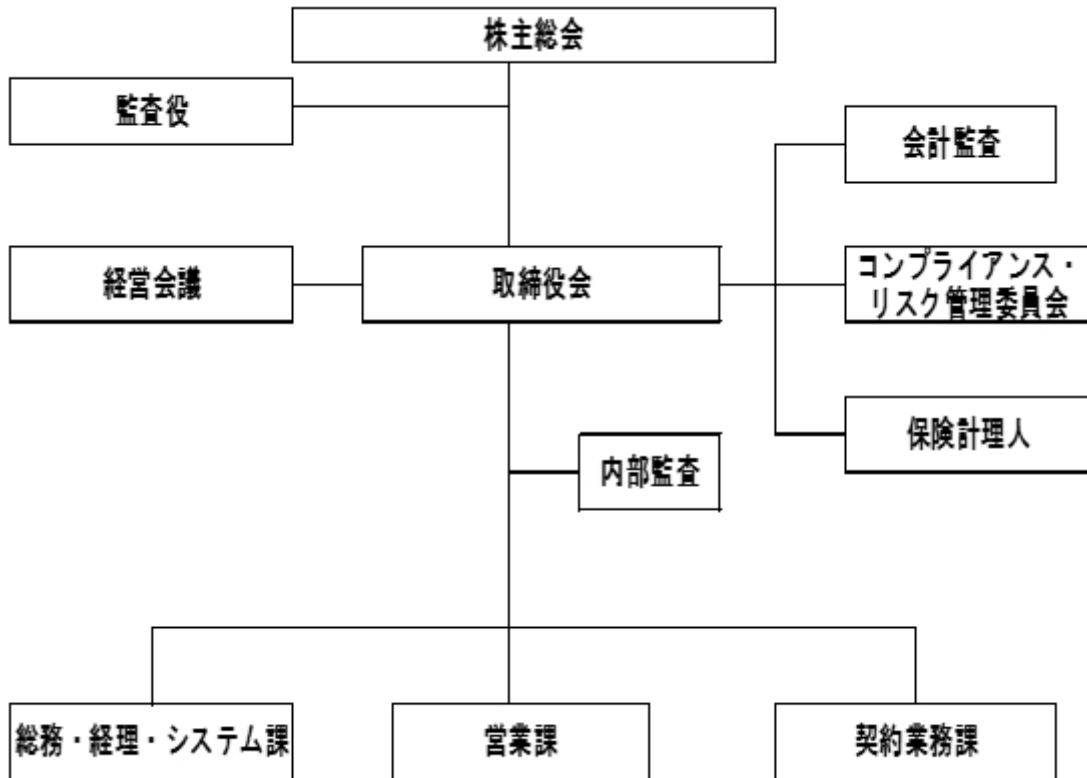 株主総会
監査役
会計監査
経営会議
取締役会
コンプライアンス・
リスク管理委員会
保険計理人
内部監査
総務・経理・システム課
営業課
契約業務課